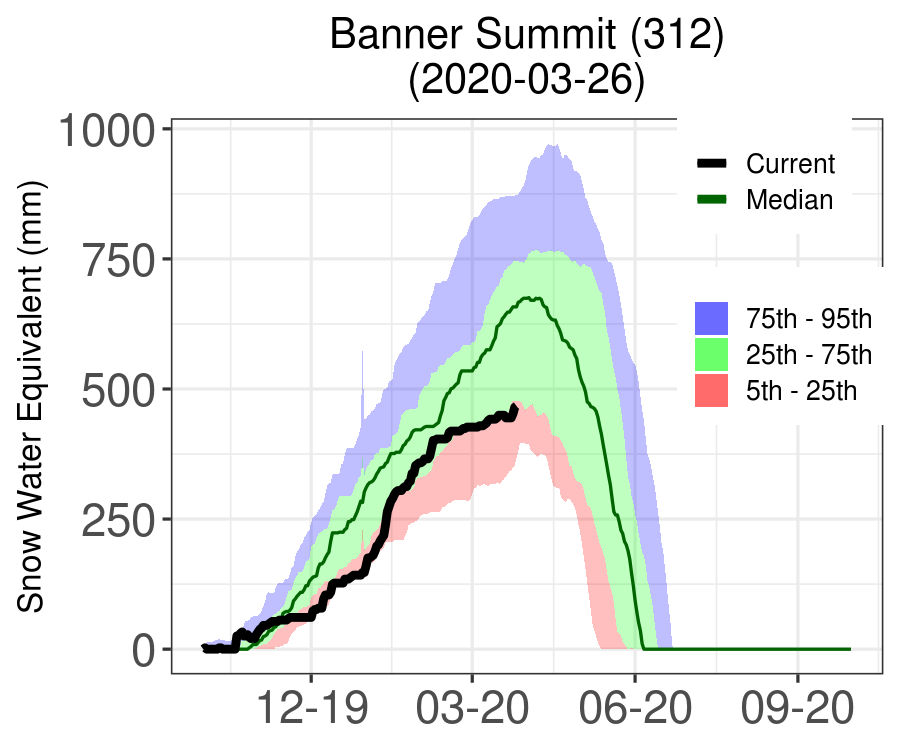 Banner Summit (312)
(2020-03-26)
Snow Water Equivalent (mm)
1000
750
500
250
0
12-19
03-20
06-20
09-20
Current
Median
75th - 95th
25th - 75th
5th - 25th